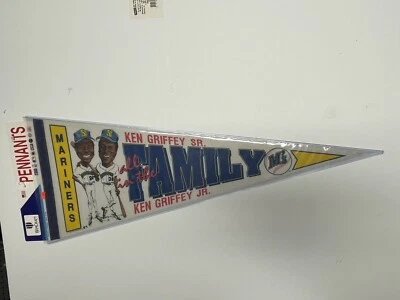 PENNANTS
MARINERS
KEN GRIFFEY SR.
all in the
FAMILY
M's
KEN GRIFFEY JR.